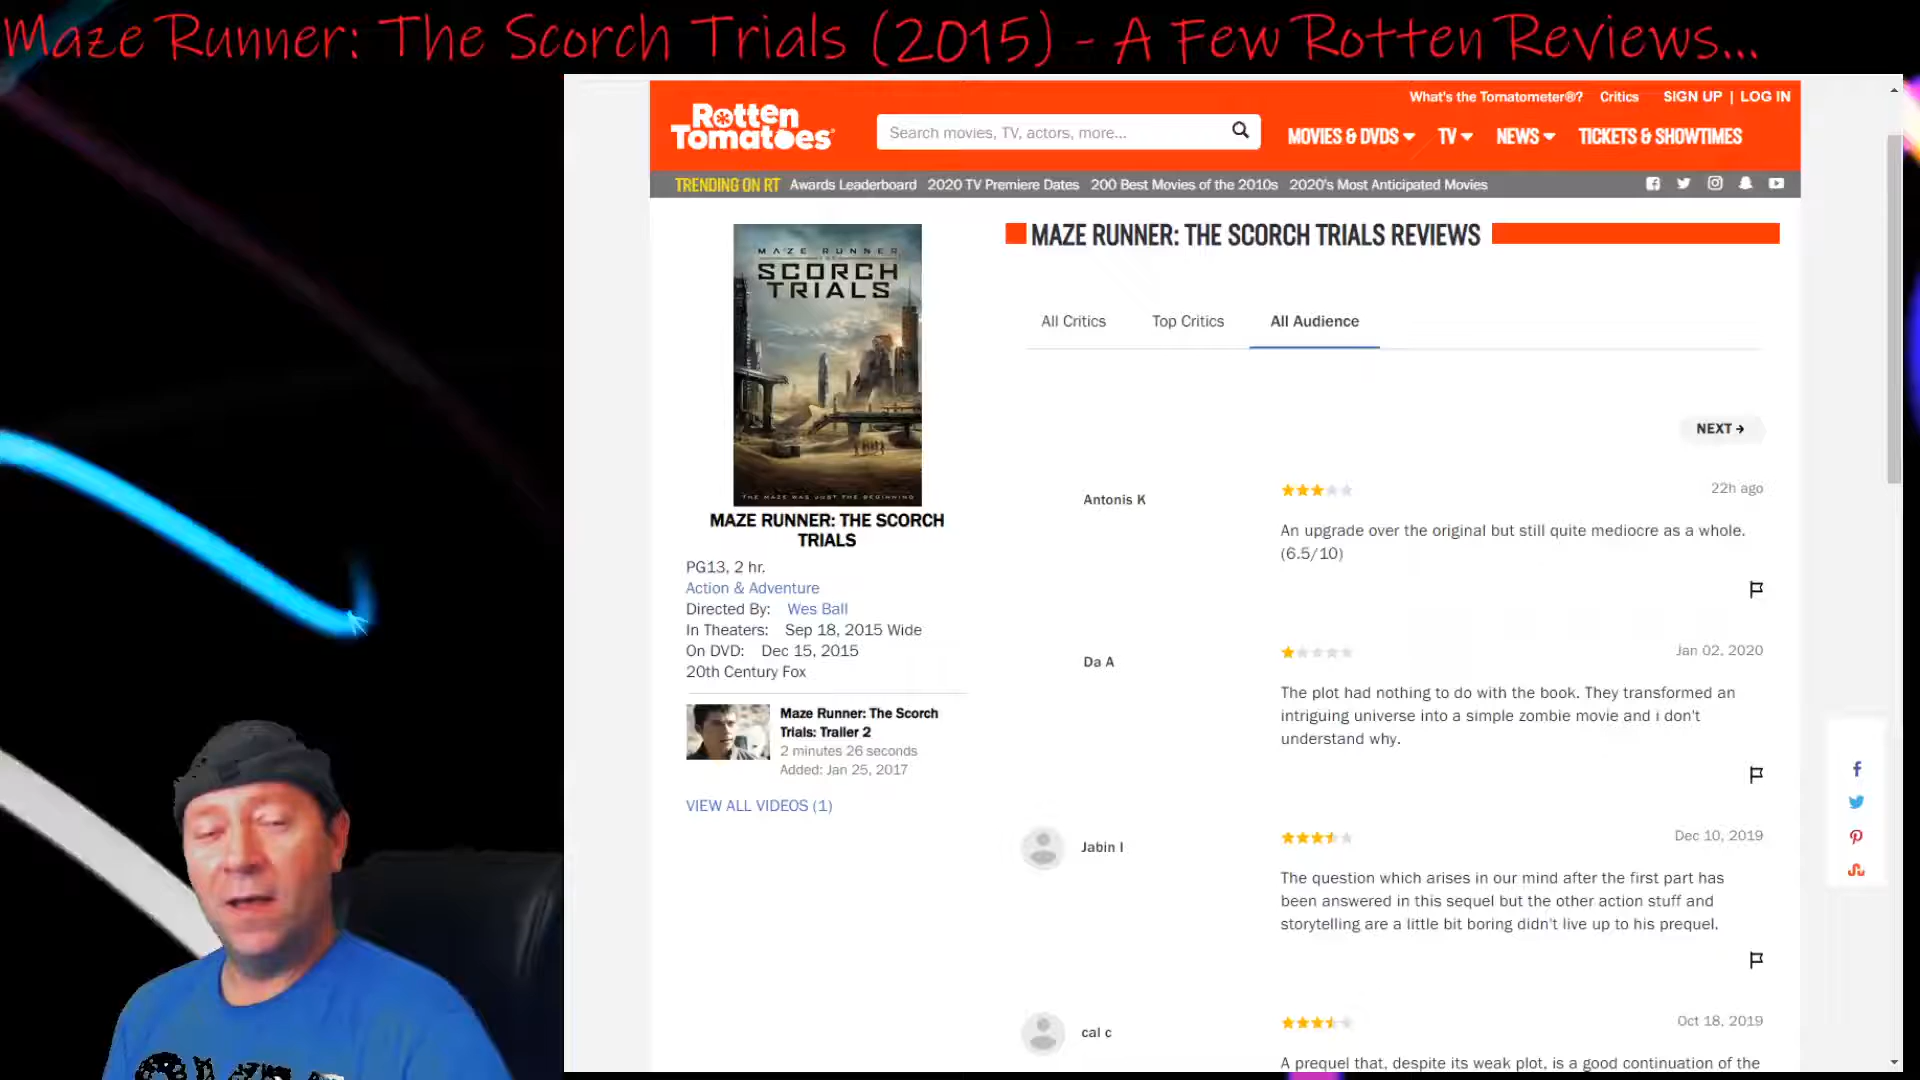 Maze Runner: The Scorch Trials (2015) - A Few Rotten Reviews...
What's the Tomatometer®? Critics SIGN UP | LOG IN
Rotten Tomatoes
Search movies, TV, actors, more...
MOVIES & DVDS TV NEWS TICKETS & SHOWTIMES
TRENDING ON RT Awards Leaderboard 2020 TV Premiere Dates 200 Best Movies of the 2010s 2020's Most Anticipated Movies
MAZE RUNNER
SCORCH
TRIALS
THE MAZE WAS JUST THE BEGINNING
MAZE RUNNER: THE SCORCH
TRIALS
PG13, 2 hr.
Action & Adventure
Directed By: Wes Ball
In Theaters: Sep 18, 2015 Wide
On DVD: Dec 15, 2015
20th Century Fox
Maze Runner: The Scorch
Trials: Trailer 2
2 minutes 26 seconds
Added: Jan 25, 2017
VIEW ALL VIDEOS (1)
MAZE RUNNER: THE SCORCH TRIALS REVIEWS
All Critics Top Critics All Audience
NEXT
Antonis K
22h ago
An upgrade over the original but still quite mediocre as a whole.
(6.5/10)
Da A
Jan 02, 2020
The plot had nothing to do with the book. They transformed an
intriguing universe into a simple zombie movie and i don't
understand why.
Jabin I
Dec 10, 2019
The question which arises in our mind after the first part has
been answered in this sequel but the other action stuff and
storytelling are a little bit boring didn't live up to his prequel.
cal c
Oct 18, 2019
A prequel that, despite its weak plot, is a good continuation of the